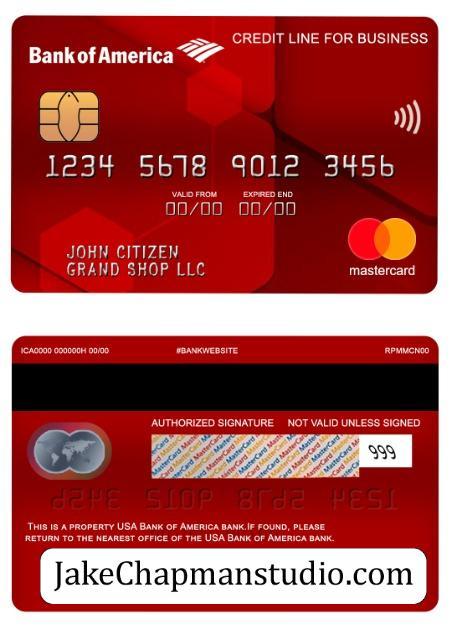 Bank of America
CREDIT LINE FOR BUSINESS
1234 5678 9012 3456
VALID FROM EXPIRED END
00/00 00/00
JOHN CITIZEN
GRAND SHOP LLC
mastercard
ICA0000 000000H 00/00 #BANKWEBSITE RPMMCN00
AUTHORIZED SIGNATURE NOT VALID UNLESS SIGNED
MasterCard MasterCard MasterCard
999
THIS IS A PROPERTY USA BANK OF AMERICA BANK.IF FOUND, PLEASE
RETURN TO THE NEAREST OFFICE OF THE USA BANK OF AMERICA BANK.
JakeChapmanstudio.com